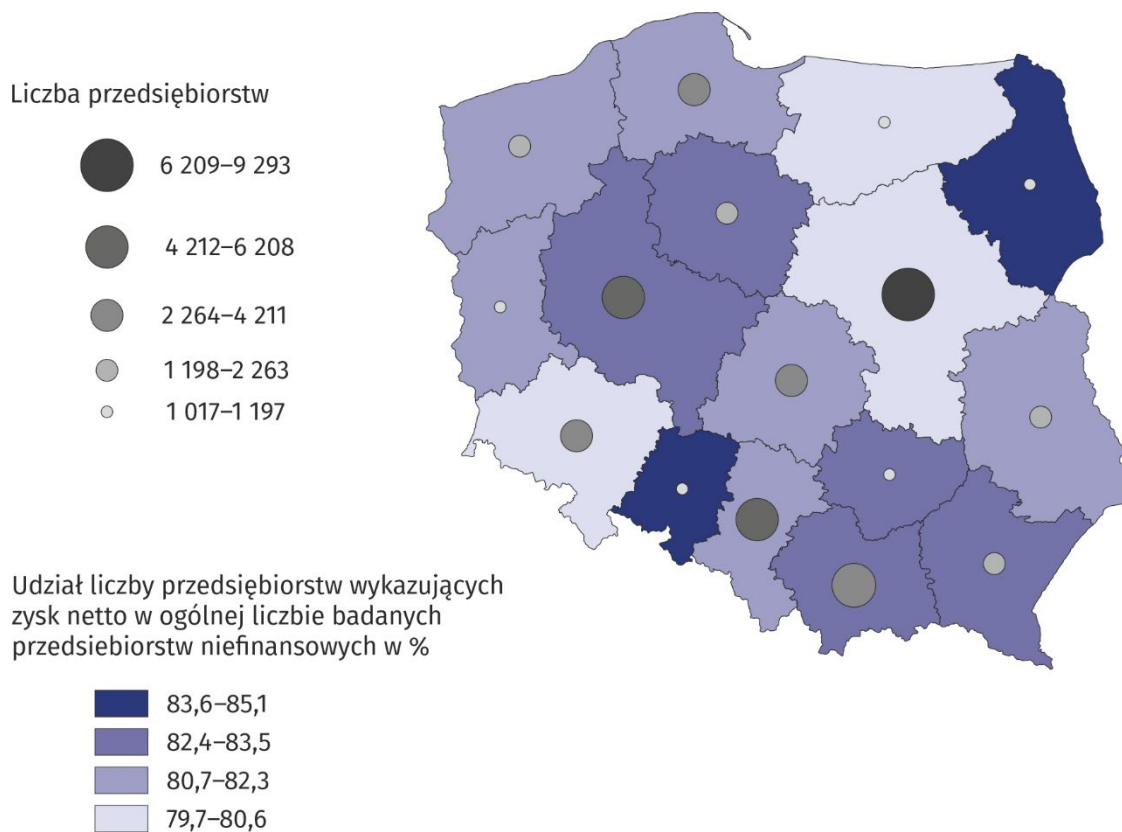 Liczba przedsiębiorstw
6 209–9 293
4 212–6 208
2 264–4 211
1 198–2 263
1 017–1 197
Udział liczby przedsiębiorstw wykazujących
zysk netto w ogólnej liczbie badanych
przedsiebiorstw niefinansowych w %
83,6–85,1
82,4–83,5
80,7–82,3
79,7–80,6